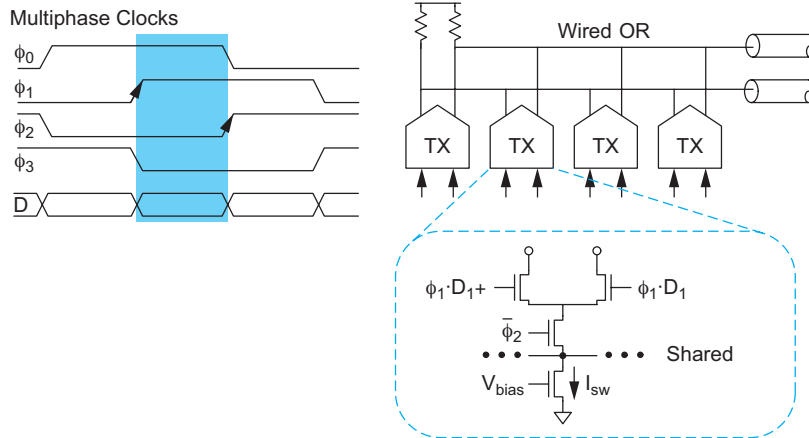 Multiphase Clocks
ϕ0
ϕ1
ϕ2
ϕ3
D
Wired OR
TX TX TX TX
ϕ1·D1+ ϕ1·D1
ϕ̄2
Shared
Vbias Isw